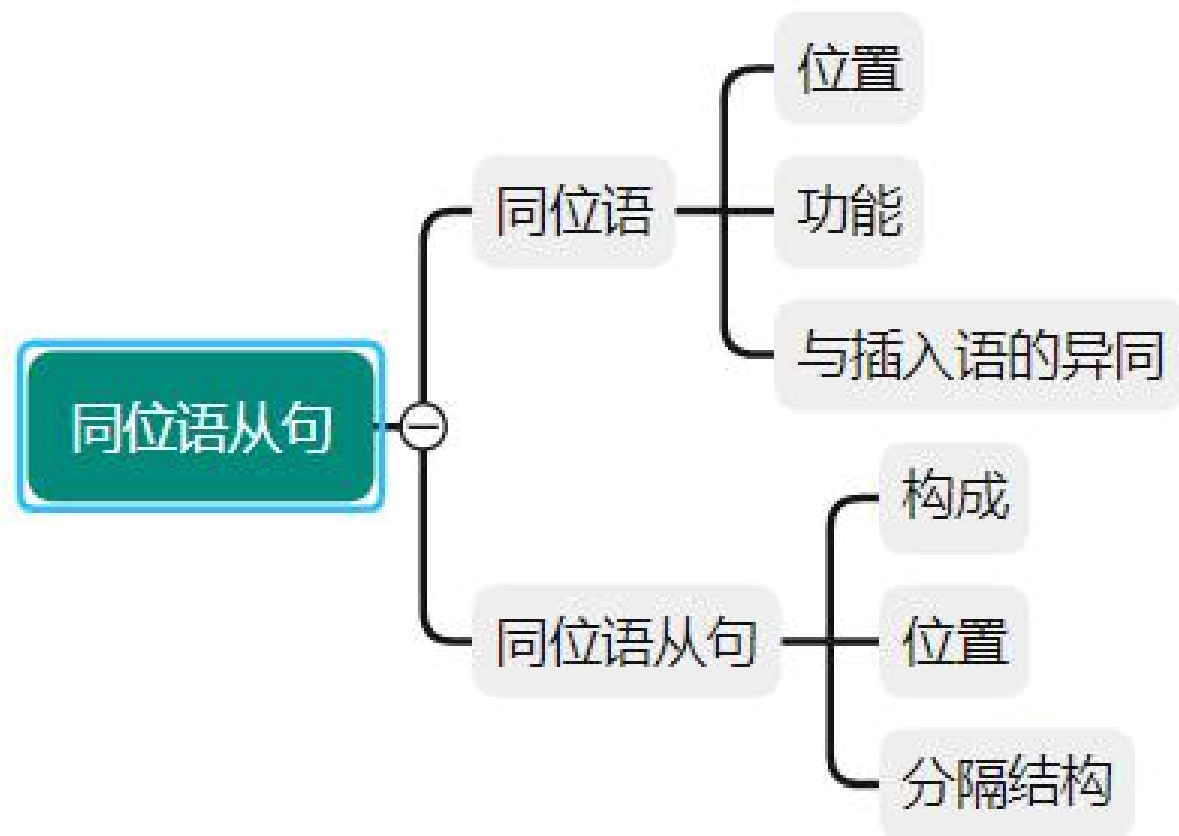 位置
同位语
功能
与插入语的异同
同位语从句
构成
同位语从句
位置
分隔结构